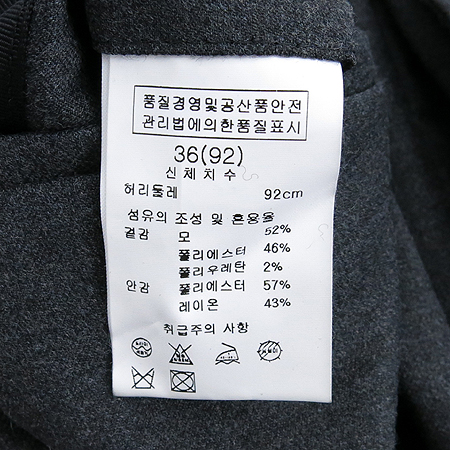 품질경영및공산품안전
관리법에의한품질표시
36(92)
신체치수
허리둘레 92cm
섬유의 조성 및 혼용율
겉감 모 52%
폴리에스터 46%
폴리우레탄 2%
안감 폴리에스터 57%
레이온 43%
취급주의 사항